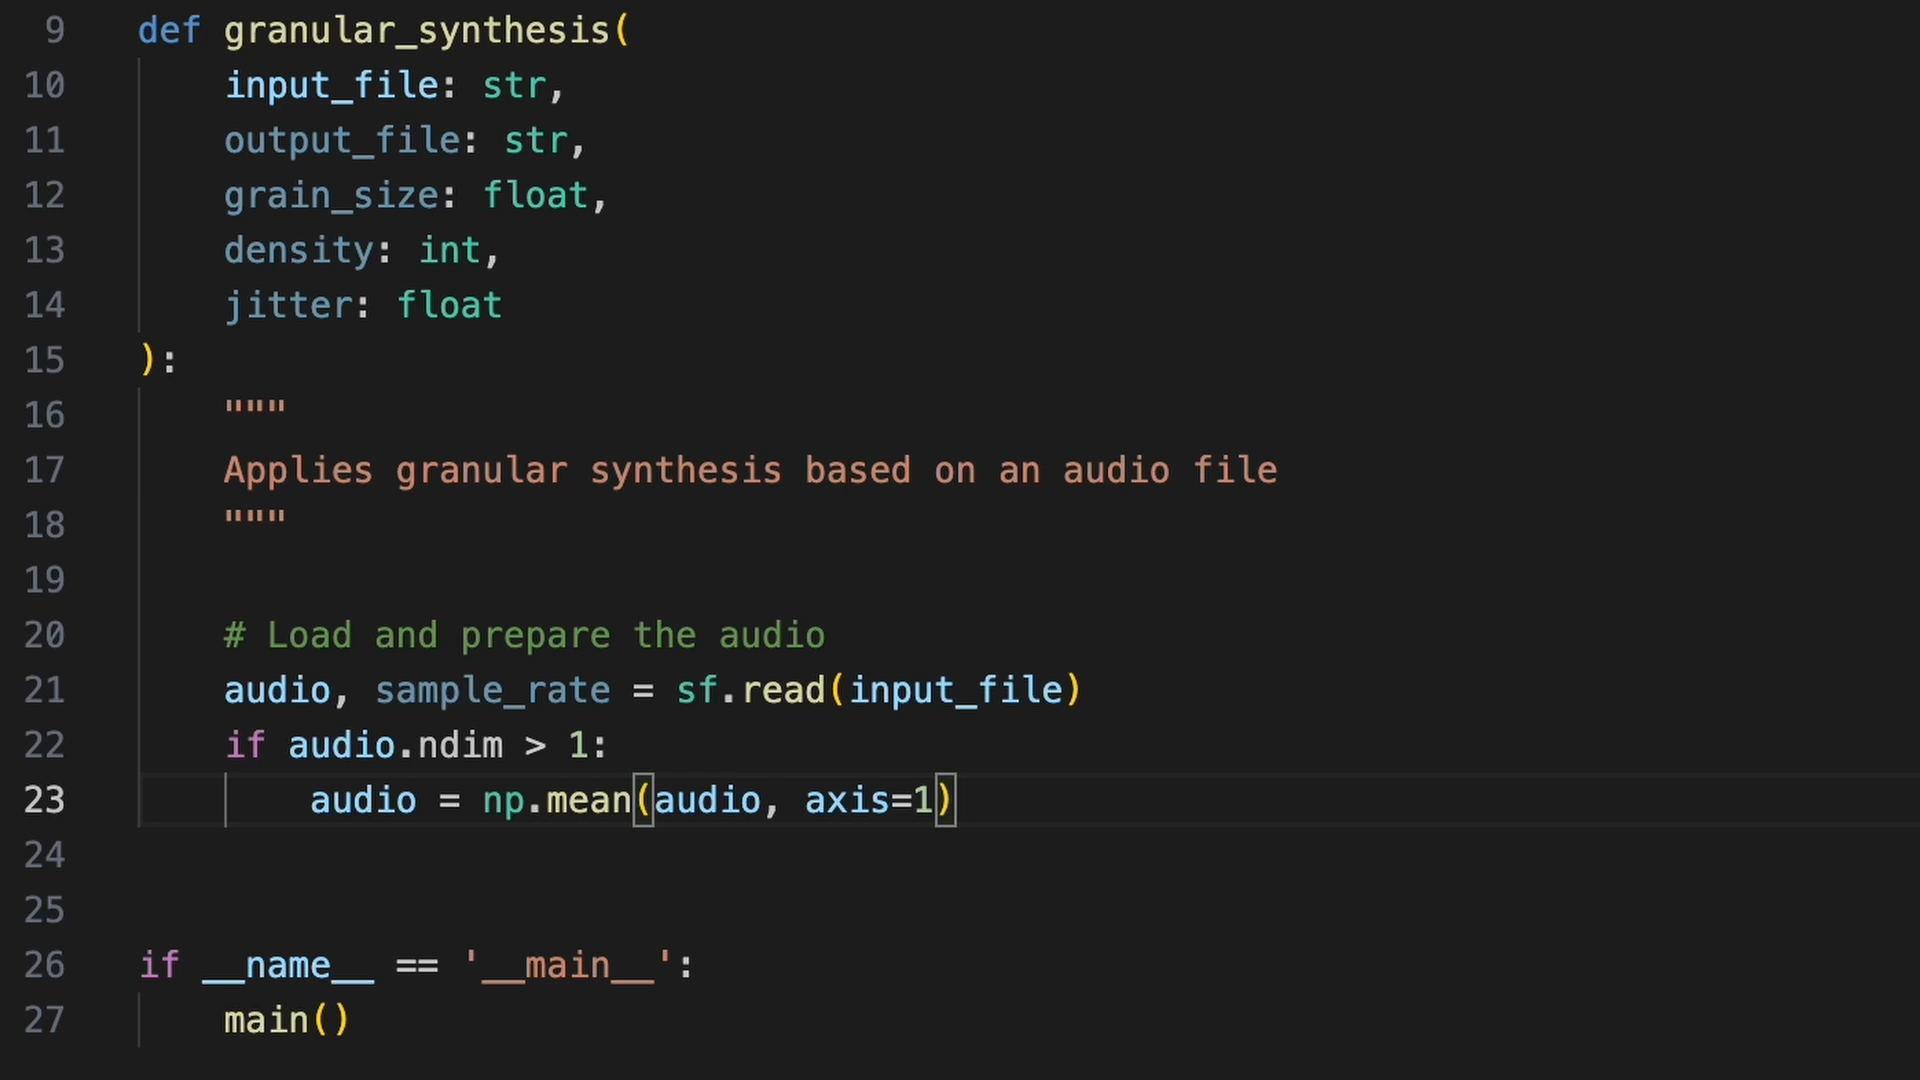 9 def granular_synthesis(
10 input_file: str,
11 output_file: str,
12 grain_size: float,
13 density: int,
14 jitter: float
15 ):
16 """
17 Applies granular synthesis based on an audio file
18 """
19
20 # Load and prepare the audio
21 audio, sample_rate = sf.read(input_file)
22 if audio.ndim > 1:
23 audio = np.mean(audio, axis=1)
24
25
26 if __name__ == '__main__':
27 main()